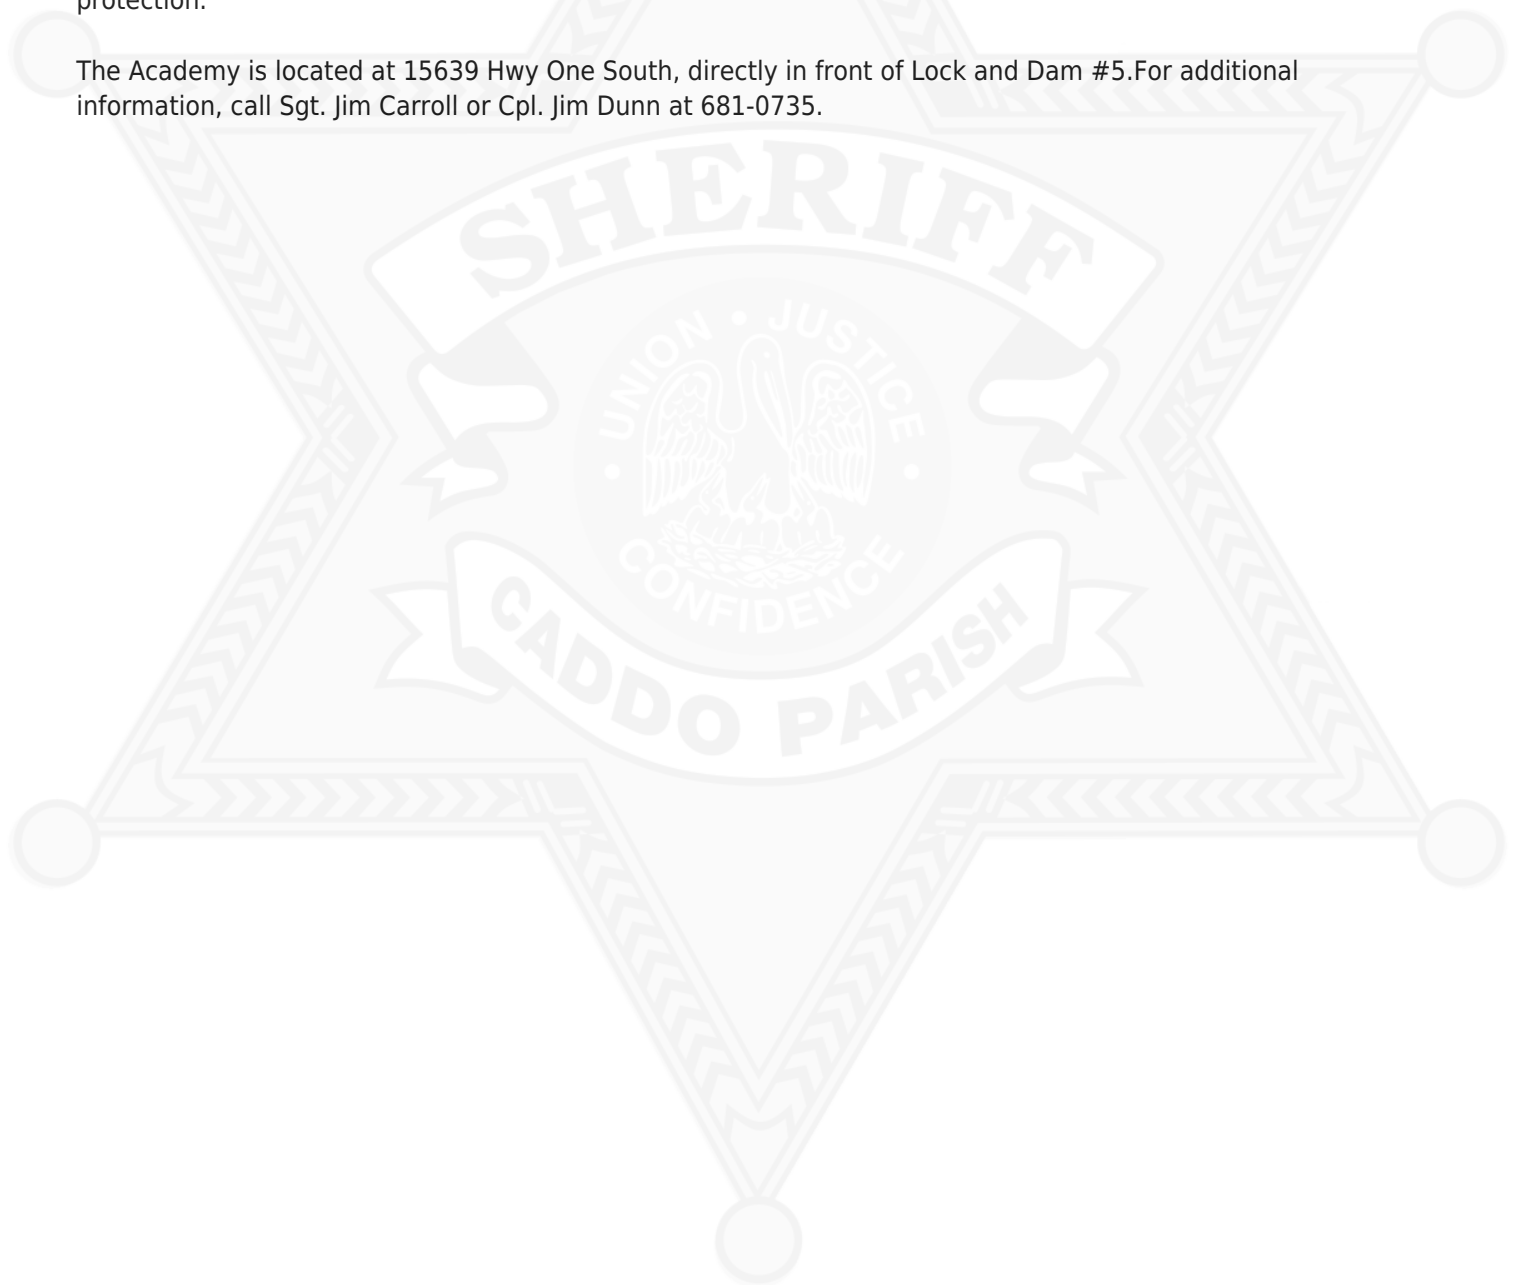 protection.
The Academy is located at 15639 Hwy One South, directly in front of Lock and Dam #5.For additional
information, call Sgt. Jim Carroll or Cpl. Jim Dunn at 681-0735.
SHERIFF
UNION • JUSTICE
• CONFIDENCE •
CADDO PARISH